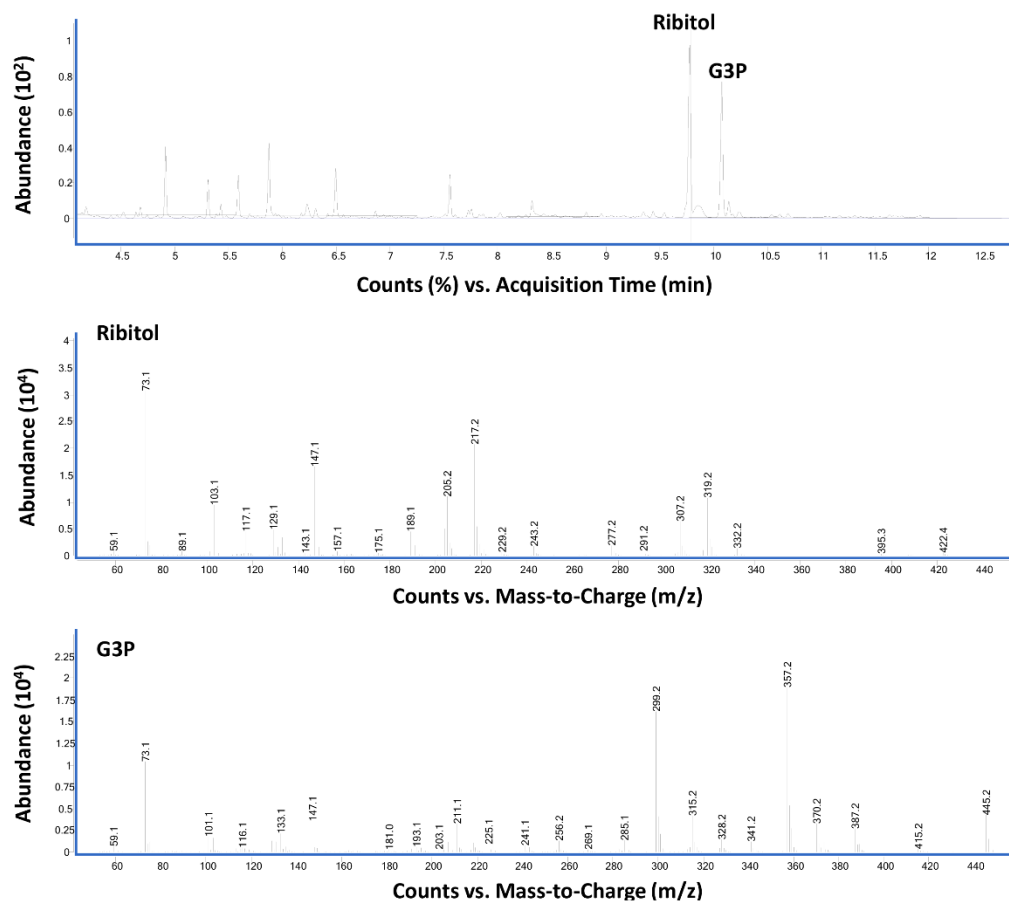 Ribitol
G3P
Abundance (10²)
1
0.8
0.6
0.4
0.2
0
4.5 5 5.5 6 6.5 7 7.5 8 8.5 9 9.5 10 10.5 11 11.5 12 12.5
Counts (%) vs. Acquisition Time (min)
Ribitol
Abundance (10⁴)
4
3.5
3
2.5
2
1.5
1
0.5
0
59.1 73.1 89.1 103.1 117.1 129.1 143.1 147.1 157.1 175.1 189.1 205.2 217.2 229.2 243.2 277.2 291.2 307.2 319.2 332.2 395.3 422.4
60 80 100 120 140 160 180 200 220 240 260 280 300 320 340 360 380 400 420 440
Counts vs. Mass-to-Charge (m/z)
G3P
Abundance (10⁴)
2.25
2
1.75
1.5
1.25
1
0.75
0.5
0.25
0
59.1 73.1 101.1 116.1 133.1 147.1 181.0 193.1 203.1 211.1 225.1 241.1 256.2 269.1 285.1 299.2 315.2 328.2 341.2 357.2 370.2 387.2 415.2 445.2
60 80 100 120 140 160 180 200 220 240 260 280 300 320 340 360 380 400 420 440
Counts vs. Mass-to-Charge (m/z)